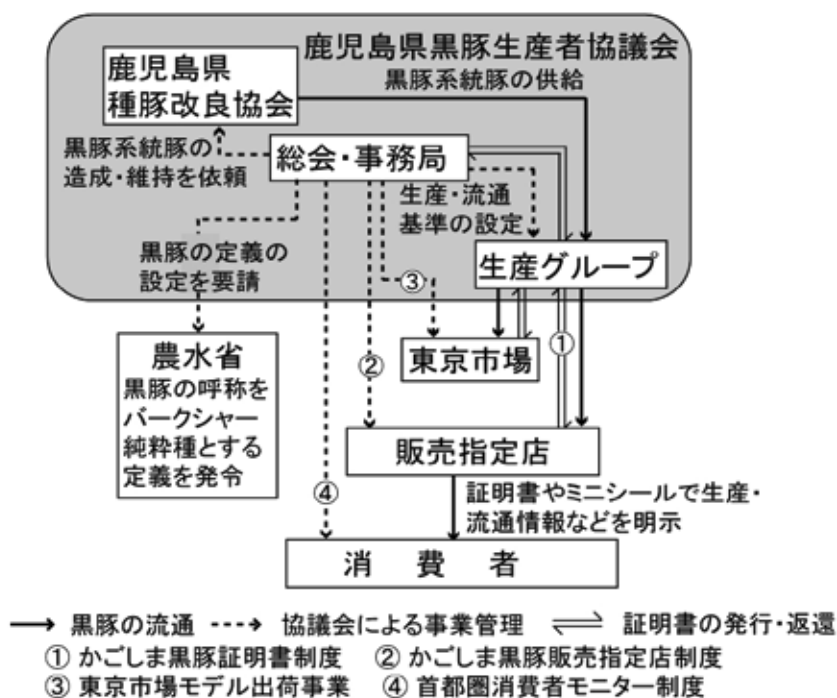 鹿児島県黒豚生産者協議会
鹿児島県
種豚改良協会
黒豚系統豚の供給
黒豚系統豚の
造成・維持を依頼
総会・事務局
生産・流通
基準の設定
黒豚の定義の
設定を要請
生産グループ
③
農水省
黒豚の呼称を
バークシャー
純粋種とする
定義を発令
東京市場
①
②
販売指定店
④
証明書やミニシールで生産・
流通情報などを明示
消 費 者
黒豚の流通 協議会による事業管理 証明書の発行・返還
① かごしま黒豚証明書制度 ② かごしま黒豚販売指定店制度
③ 東京市場モデル出荷事業 ④ 首都圏消費者モニター制度